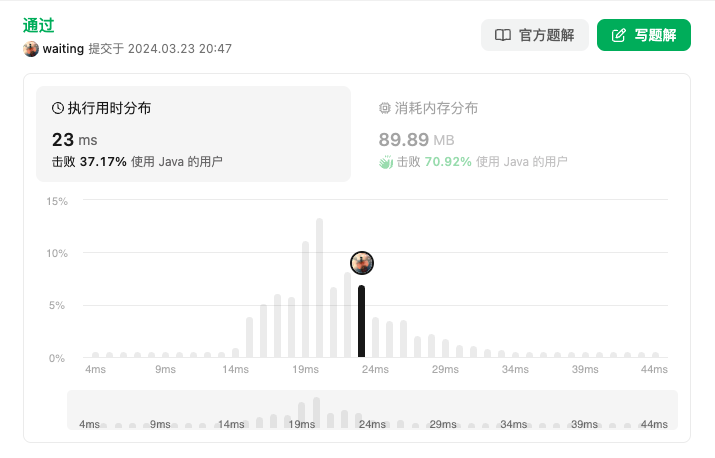 通过
waiting 提交于 2024.03.23 20:47
官方题解
写题解
执行用时分布
23 ms
击败 37.17% 使用 Java 的用户
消耗内存分布
89.89 MB
击败 70.92% 使用 Java 的用户
15%
10%
5%
0%
4ms 9ms 14ms 19ms 24ms 29ms 34ms 39ms 44ms
4ms 9ms 14ms 19ms 24ms 29ms 34ms 39ms 44ms